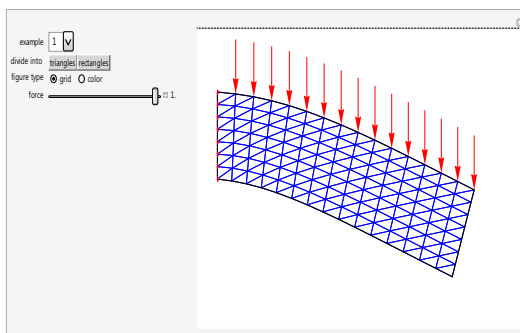 example 1
divide into triangles rectangles
figure type grid color
force 1.